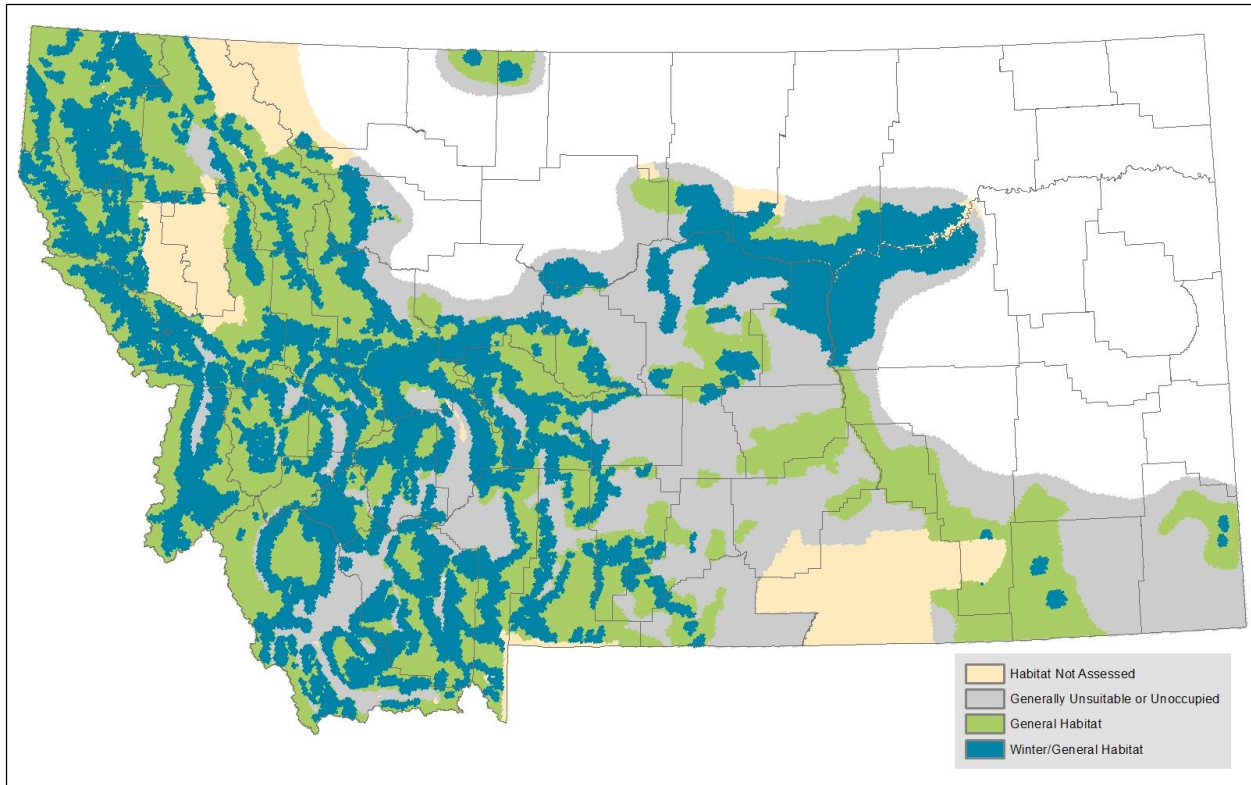 Habitat Not Assessed
Generally Unsuitable or Unoccupied
General Habitat
Winter/General Habitat